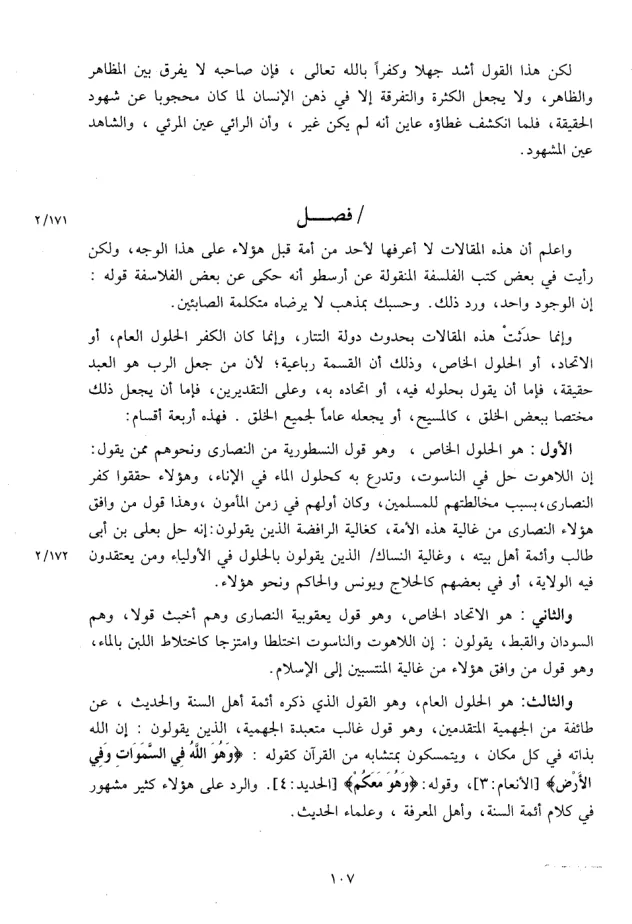 لكن هذا القول أشد جهلا وكفراً بالله تعالى ، فإن صاحبه لا يفرق بين المظاهر
والظاهر، ولا يجعل الكثرة والتفرقة إلا في ذهن الإنسان لما كان محجوبا عن شهود
الحقيقة، فلما انكشف غطاؤه عاين أنه لم يكن غير ، وأن الرائي عين المرئي ، والشاهد
عين المشهود.
٢/١٧١
/ فصـــــل
واعلم أن هذه المقالات لا أعرفها لأحد من أمة قبل هؤلاء على هذا الوجه، ولكن
رأيت في بعض كتب الفلسفة المنقولة عن أرسطو أنه حكى عن بعض الفلاسفة قوله :
إن الوجود واحد، ورد ذلك. وحسبك بمذهب لا يرضاه متكلمة الصابئين.
وإنما حدَثتْ هذه المقالات بحدوث دولة التتار، وإنما كان الكفر الحلول العام، أو
الاتحاد، أو الحلول الخاص، وذلك أن القسمة رباعية؛ لأن من جعل الرب هو العبد
حقيقة، فإما أن يقول بحلوله فيه، أو اتحاده به، وعلى التقديرين، فإما أن يجعل ذلك
مختصا ببعض الخلق ، كالمسيح، أو يجعله عاماً لجميع الخلق . فهذه أربعة أقسام:
الأول : هو الحلول الخاص ، وهو قول النسطورية من النصارى ونحوهم ممن يقول:
إن اللاهوت حل في الناسوت، وتدرع به كحلول الماء في الإناء، وهؤلاء حققوا كفر
النصارى،بسبب مخالطتهم للمسلمين، وكان أولهم في زمن المأمون ،وهذا قول من وافق
هؤلاء النصارى من غالية هذه الأمة، كغالية الرافضة الذين يقولون:إنه حل بعلى بن أبى
طالب وأئمة أهل بيته ، وغالية النساك/ الذين يقولون بالحلول في الأولياء ومن يعتقدون
٢/١٧٢
فيه الولاية، أو في بعضهم كالحلاج ويونس والحاكم ونحو هؤلاء.
والثاني : هو الاتحاد الخاص، وهو قول يعقوبية النصارى وهم أخبث قولا، وهم
السودان والقبط، يقولون : إن اللاهوت والناسوت اختلطا وامتزجا كاختلاط اللبن بالماء،
وهو قول من وافق هؤلاء من غالية المنتسبين إلى الإسلام.
والثالث: هو الحلول العام، وهو القول الذي ذكره أئمة أهل السنة والحديث ، عن
طائفة من الجهمية المتقدمين، وهو قول غالب متعبدة الجهمية، الذين يقولون : إن الله
بذاته في كل مكان ، ويتمسكون بمتشابه من القرآن كقوله : ﴿وَهُوَ اللَّهُ فِي السَّمَوَاتِ وَفِي
الأَرْضِ﴾ [الأنعام:٣]، وقوله:﴿وَهُوَ مَعَكُمْ﴾ [الحديد:٤]. والرد على هؤلاء كثير مشهور
في كلام أئمة السنة، وأهل المعرفة ، وعلماء الحديث.
١٠٧